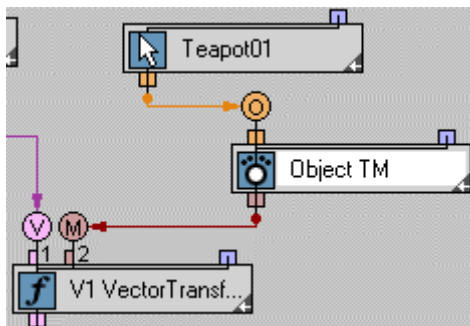 Teapot01
O
Object TM
V M
1 2
f V1 VectorTransf...